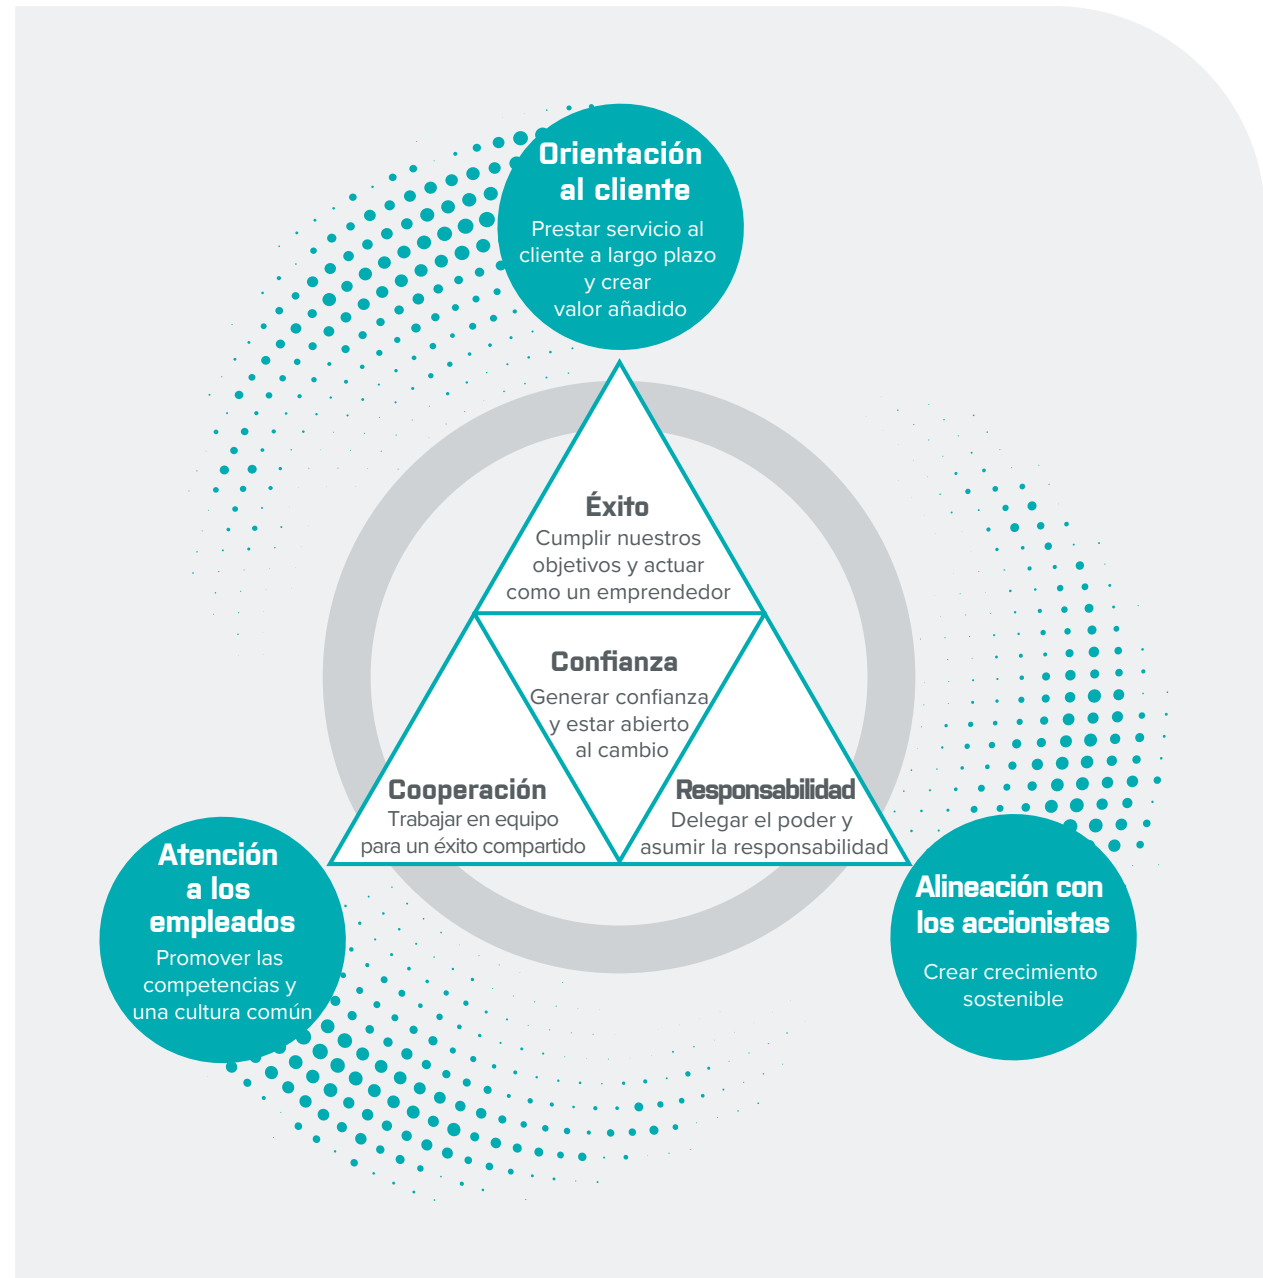 Orientación
al cliente
Prestar servicio al
cliente a largo plazo
y crear
valor añadido
Éxito
Cumplir nuestros
objetivos y actuar
como un emprendedor
Confianza
Generar confianza
y estar abierto
al cambio
Cooperación
Trabajar en equipo
para un éxito compartido
Responsabilidad
Delegar el poder y
asumir la responsabilidad
Atención
a los
empleados
Promover las
competencias y
una cultura común
Alineación con
los accionistas
Crear crecimiento
sostenible